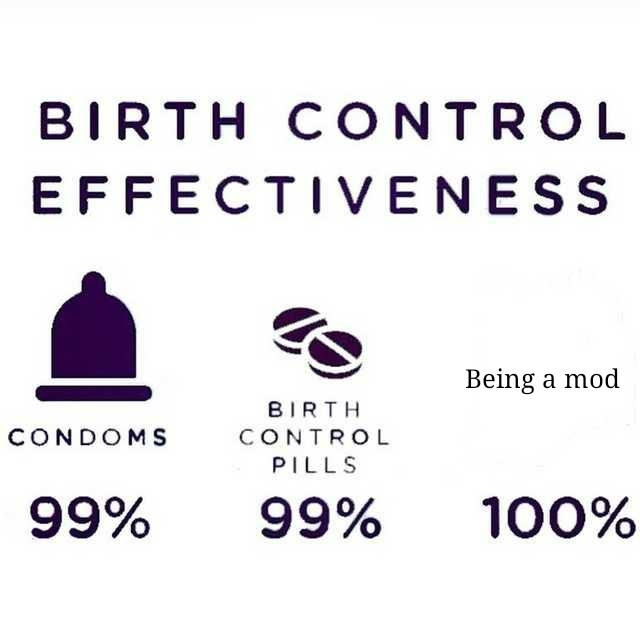 BIRTH CONTROL
EFFECTIVENESS
CONDOMS
99%
BIRTH
CONTROL
PILLS
99%
Being a mod
100%